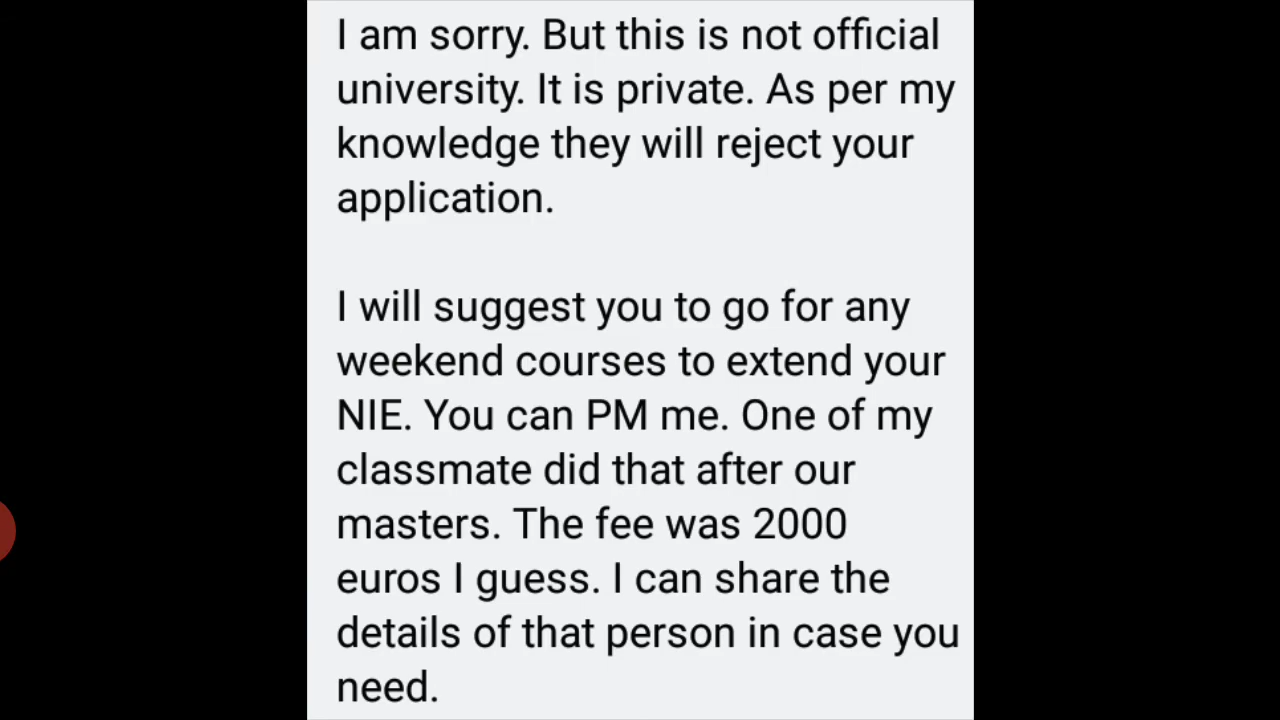 I am sorry. But this is not official
university. It is private. As per my
knowledge they will reject your
application.
I will suggest you to go for any
weekend courses to extend your
NIE. You can PM me. One of my
classmate did that after our
masters. The fee was 2000
euros I guess. I can share the
details of that person in case you
need.